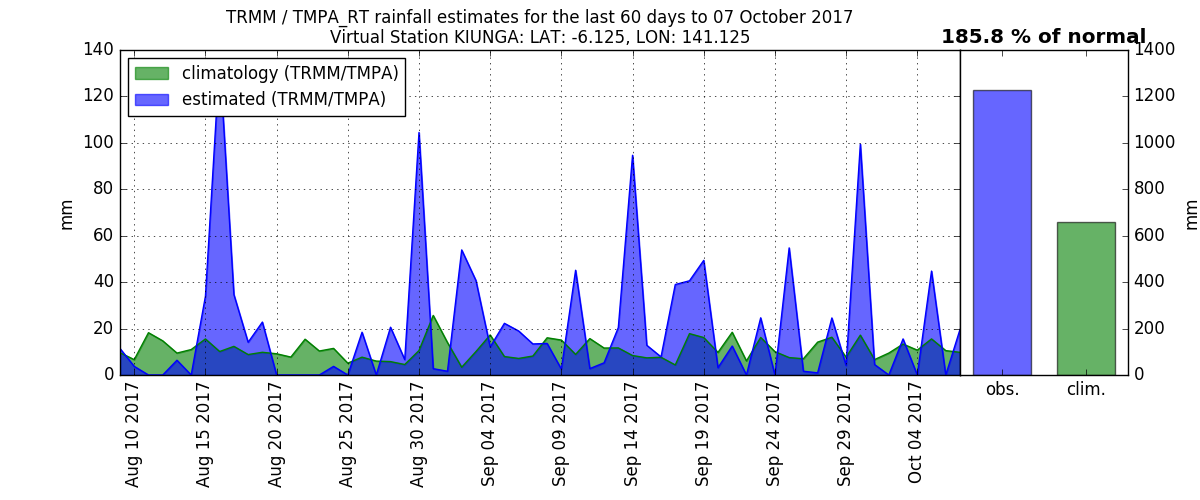 TRMM / TMPA_RT rainfall estimates for the last 60 days to 07 October 2017
Virtual Station KIUNGA: LAT: -6.125, LON: 141.125
185.8 % of normal
climatology (TRMM/TMPA)
estimated (TRMM/TMPA)
mm
140
120
100
80
60
40
20
0
Aug 10 2017
Aug 15 2017
Aug 20 2017
Aug 25 2017
Aug 30 2017
Sep 04 2017
Sep 09 2017
Sep 14 2017
Sep 19 2017
Sep 24 2017
Sep 29 2017
Oct 04 2017
obs.
clim.
1400
1200
1000
800
600
400
200
0
mm